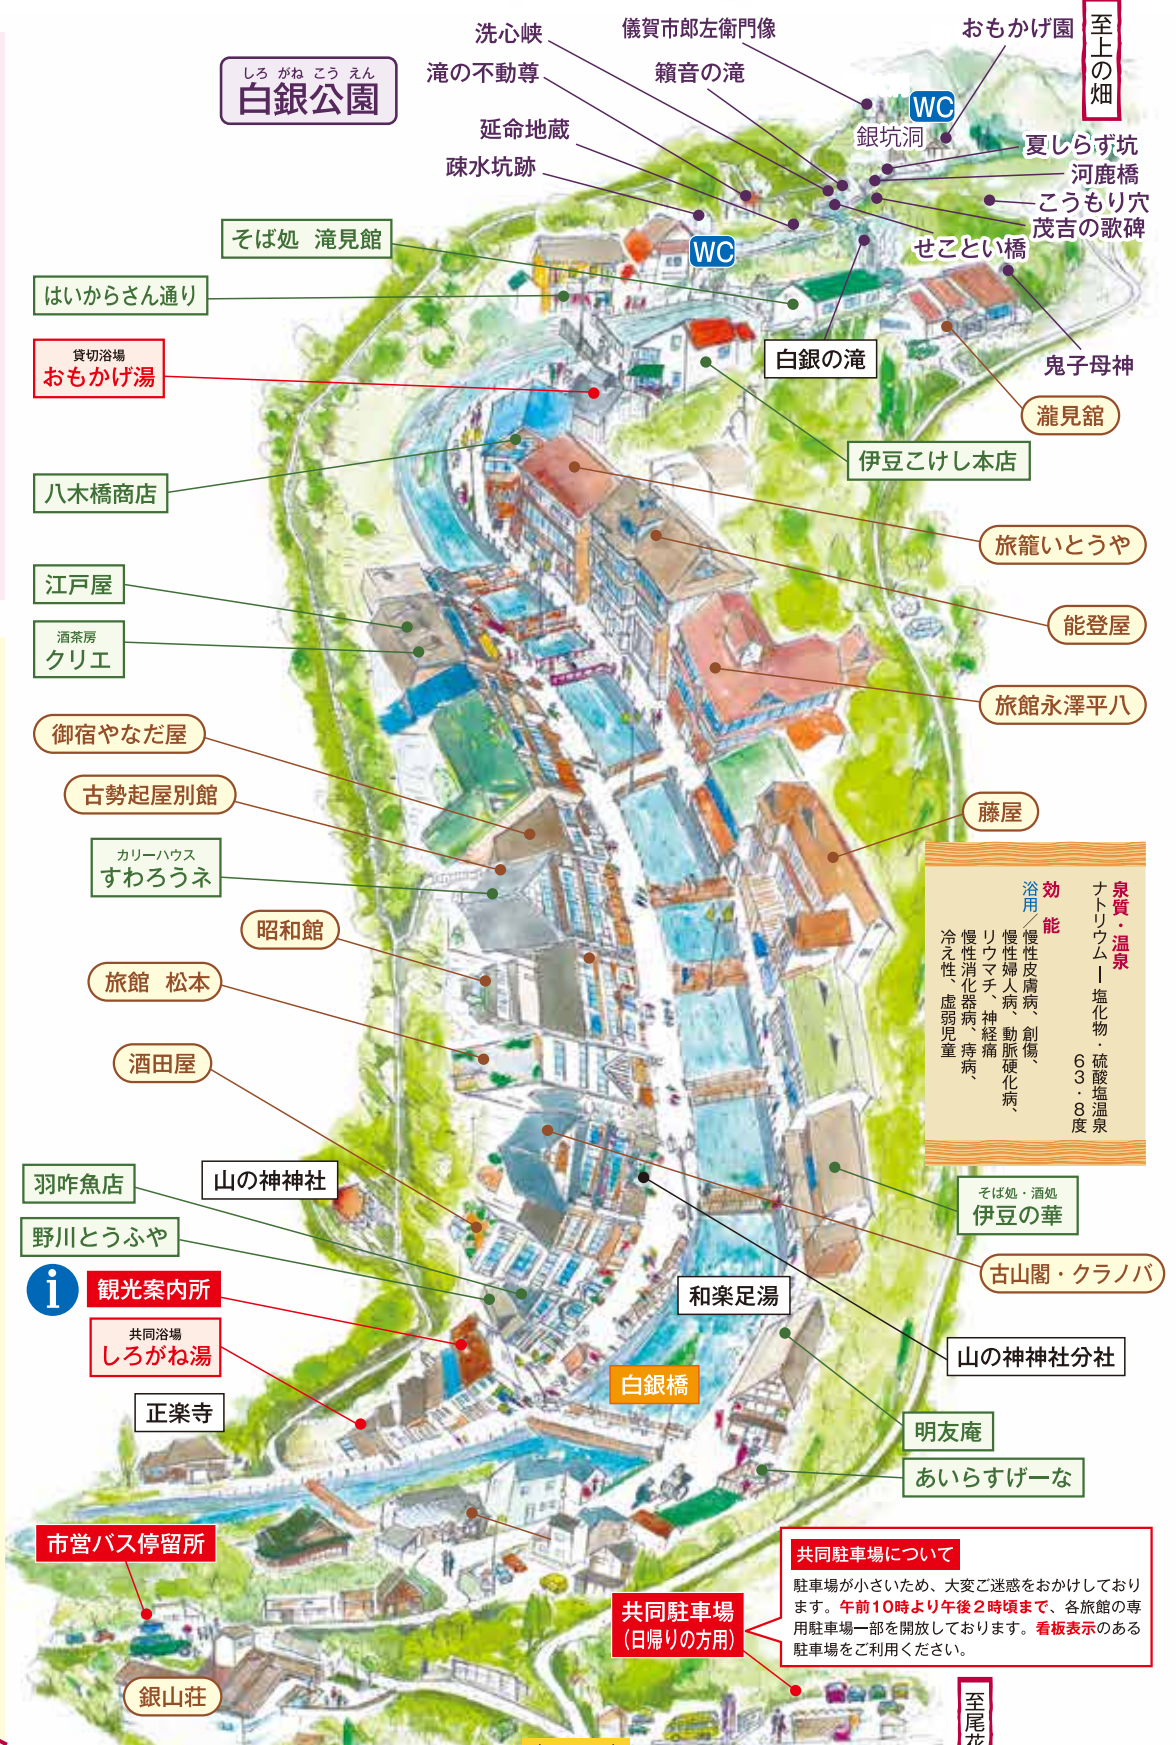 洗心峡
儀賀市郎左衛門像
おもかげ園
至上の畑
しろ がね こう えん
白銀公園
滝の不動尊
籟音の滝
WC
銀坑洞
延命地蔵
夏しらず坑
疎水坑跡
河鹿橋
こうもり穴
茂吉の歌碑
せことい橋
WC
そば処 滝見館
はいからさん通り
白銀の滝
鬼子母神
貸切浴場
おもかげ湯
瀧見舘
伊豆こけし本店
八木橋商店
旅籠いとうや
江戸屋
能登屋
酒茶房
クリエ
旅館永澤平八
御宿やなだ屋
古勢起屋別館
藤屋
カリーハウス
すわろうネ
泉質・温泉
ナトリウムー塩化物・硫酸塩温泉
63・8度
効 能
浴用／慢性皮膚病、創傷、
慢性婦人病、動脈硬化病、
リウマチ、神経痛
慢性消化器病、痔病、
冷え性、虚弱児童
昭和館
旅館 松本
酒田屋
山の神神社
羽咋魚店
そば処・酒処
伊豆の華
野川とうふや
古山閣・クラノバ
i
観光案内所
和楽足湯
共同浴場
しろがね湯
山の神神社分社
白銀橋
正楽寺
明友庵
あいらすげーな
市営バス停留所
共同駐車場について
駐車場が小さいため、大変ご迷惑をおかけしており
ます。午前10時より午後2時頃まで、各旅館の専
用駐車場一部を開放しております。看板表示のある
駐車場をご利用ください。
共同駐車場
（日帰りの方用）
銀山荘
至尾花